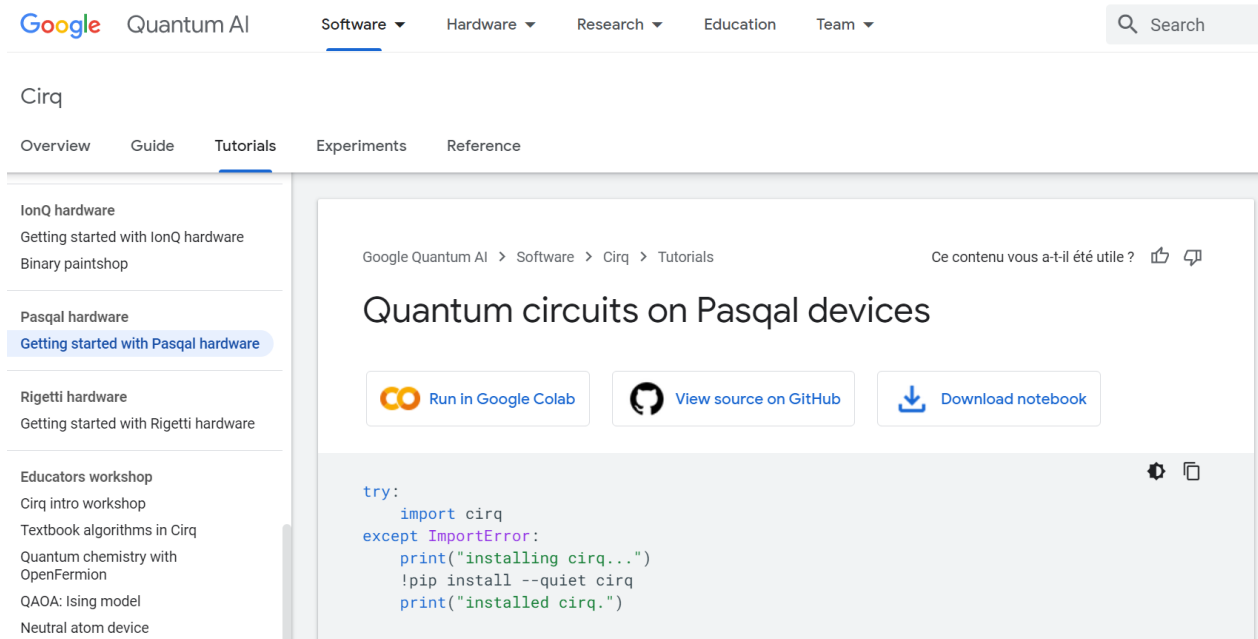 Google Quantum AI Software Hardware Research Education Team Search
Cirq
Overview Guide Tutorials Experiments Reference
IonQ hardware
Getting started with IonQ hardware
Binary paintshop
Pasqal hardware
Getting started with Pasqal hardware
Rigetti hardware
Getting started with Rigetti hardware
Educators workshop
Cirq intro workshop
Textbook algorithms in Cirq
Quantum chemistry with
OpenFermion
QAOA: Ising model
Neutral atom device
Google Quantum AI > Software > Cirq > Tutorials Ce contenu vous a-t-il été utile ?
Quantum circuits on Pasqal devices
Run in Google Colab View source on GitHub Download notebook
try:
    import cirq
except ImportError:
    print("installing cirq...")
    !pip install --quiet cirq
    print("installed cirq.")